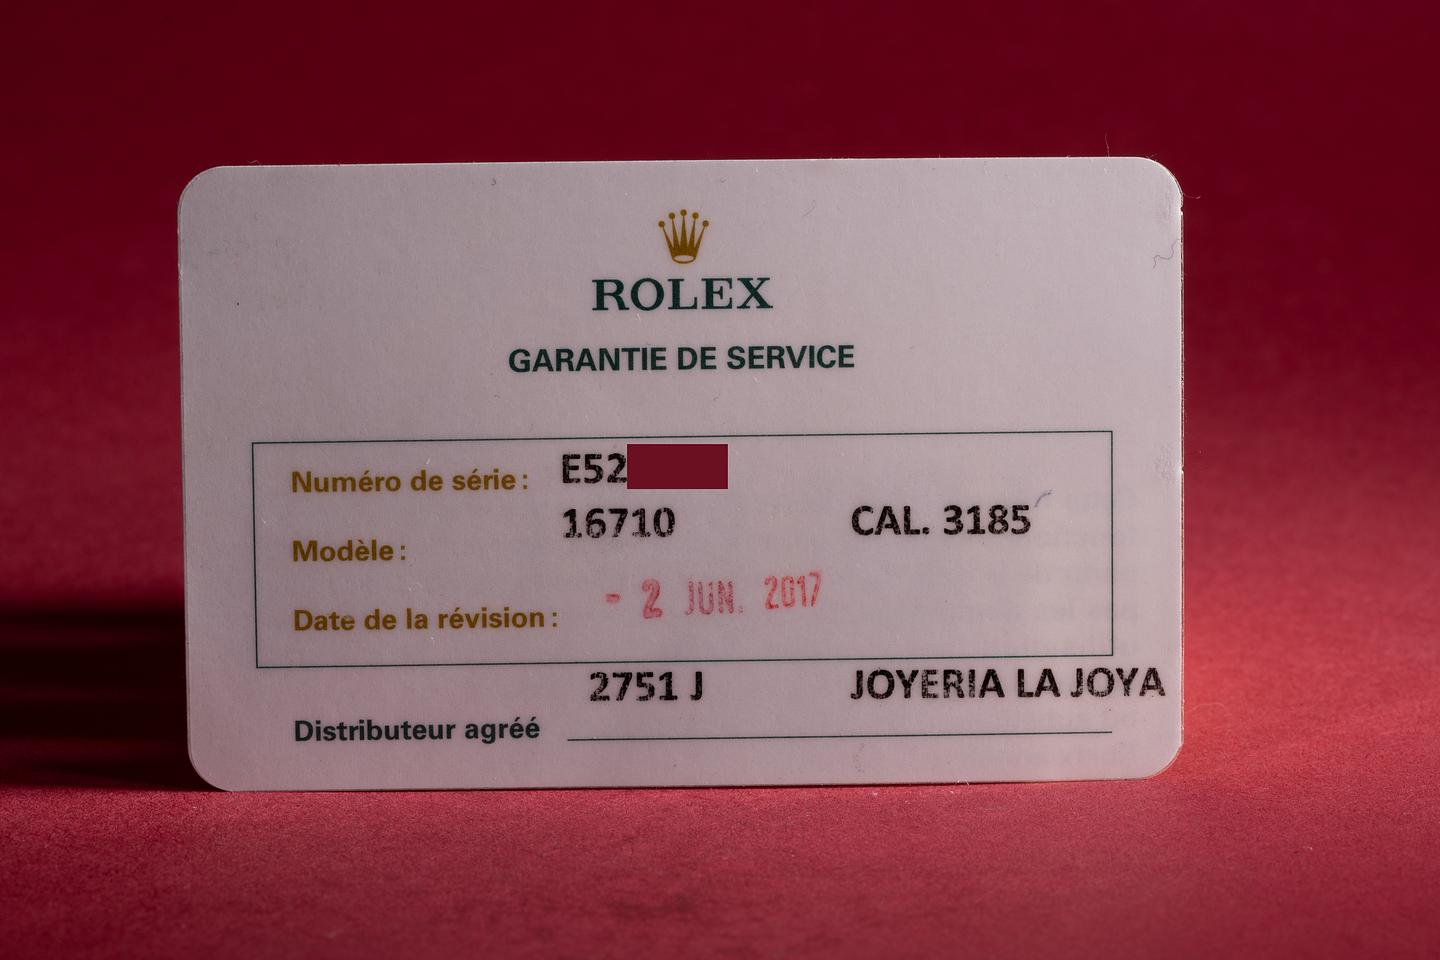 ROLEX
GARANTIE DE SERVICE
Numéro de série : E52
16710 CAL. 3185
Modèle :
- 2 JUN. 2017
Date de la révision :
2751 J JOYERIA LA JOYA
Distributeur agréé